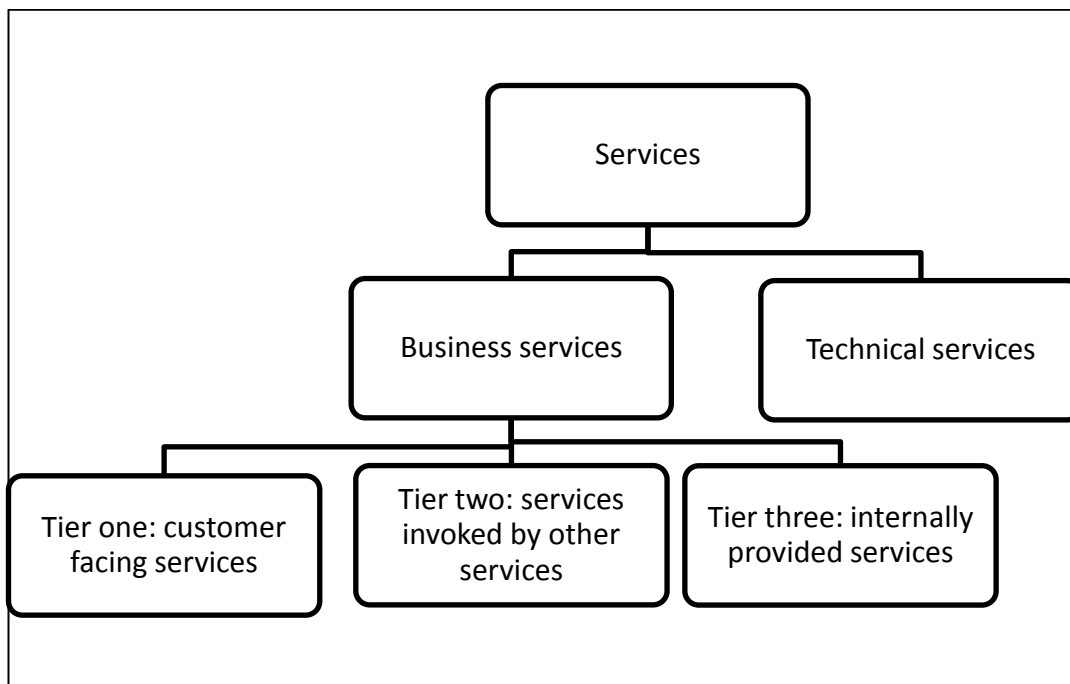 Services
Business services
Technical services
Tier one: customer
facing services
Tier two: services
invoked by other
services
Tier three: internally
provided services